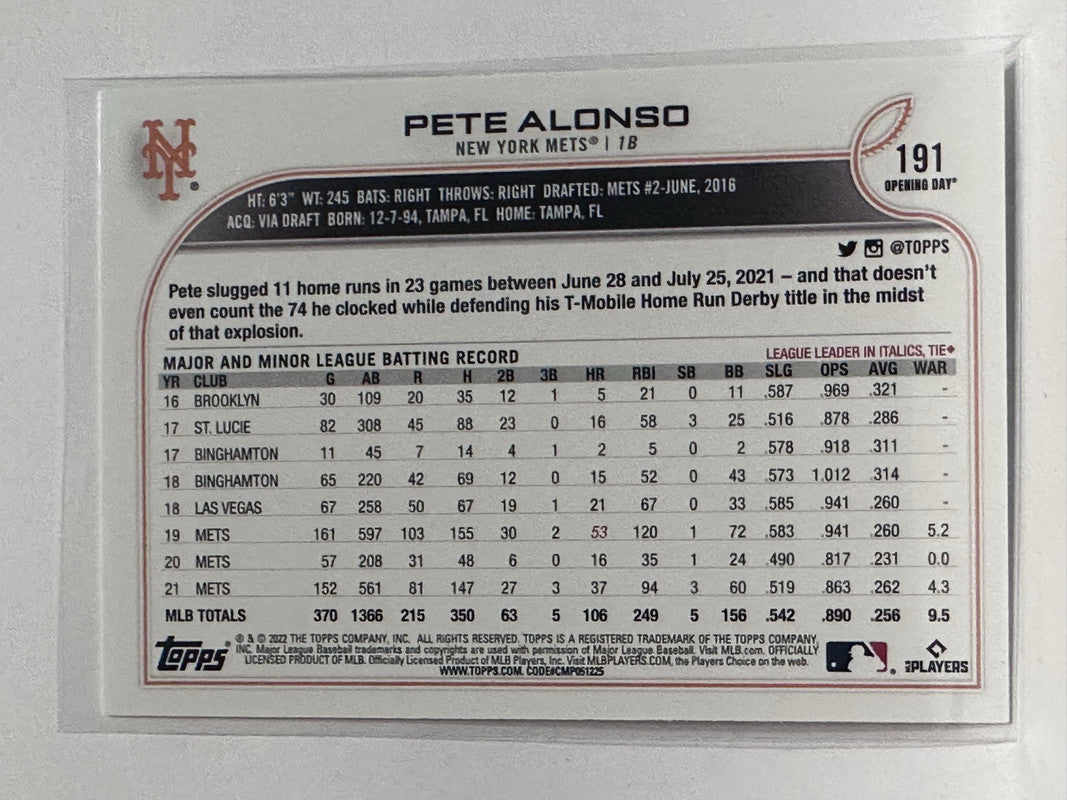 NY
PETE ALONSO
NEW YORK METS® | 1B
191
OPENING DAY®
HT: 6'3" WT: 245 BATS: RIGHT THROWS: RIGHT DRAFTED: METS #2-JUNE, 2016
ACQ: VIA DRAFT BORN: 12-7-94, TAMPA, FL HOME: TAMPA, FL
@TOPPS
Pete slugged 11 home runs in 23 games between June 28 and July 25, 2021 – and that doesn't
even count the 74 he clocked while defending his T-Mobile Home Run Derby title in the midst
of that explosion.
MAJOR AND MINOR LEAGUE BATTING RECORD LEAGUE LEADER IN ITALICS, TIE◆
YR CLUB G AB R H 2B 3B HR RBI SB BB SLG OPS AVG WAR
16 BROOKLYN 30 109 20 35 12 1 5 21 0 11 .587 .969 .321 -
17 ST. LUCIE 82 308 45 88 23 0 16 58 3 25 .516 .878 .286 -
17 BINGHAMTON 11 45 7 14 4 1 2 5 0 2 .578 .918 .311 -
18 BINGHAMTON 65 220 42 69 12 0 15 52 0 43 .573 1.012 .314 -
18 LAS VEGAS 67 258 50 67 19 1 21 67 0 33 .585 .941 .260 -
19 METS 161 597 103 155 30 2 53 120 1 72 .583 .941 .260 5.2
20 METS 57 208 31 48 6 0 16 35 1 24 .490 .817 .231 0.0
21 METS 152 561 81 147 27 3 37 94 3 60 .519 .863 .262 4.3
MLB TOTALS 370 1366 215 350 63 5 106 249 5 156 .542 .890 .256 9.5
Topps®
® & © 2022 THE TOPPS COMPANY, INC. ALL RIGHTS RESERVED. TOPPS IS A REGISTERED TRADEMARK OF THE TOPPS COMPANY,
INC. Major League Baseball trademarks and copyrights are used with permission of Major League Baseball. Visit MLB.com. OFFICIALLY
LICENSED PRODUCT OF MLB. Officially Licensed Product of MLB Players, Inc. Visit MLBPLAYERS.COM, the Players Choice on the web.
WWW.TOPPS.COM. CODE#CMP051225
PLAYERS